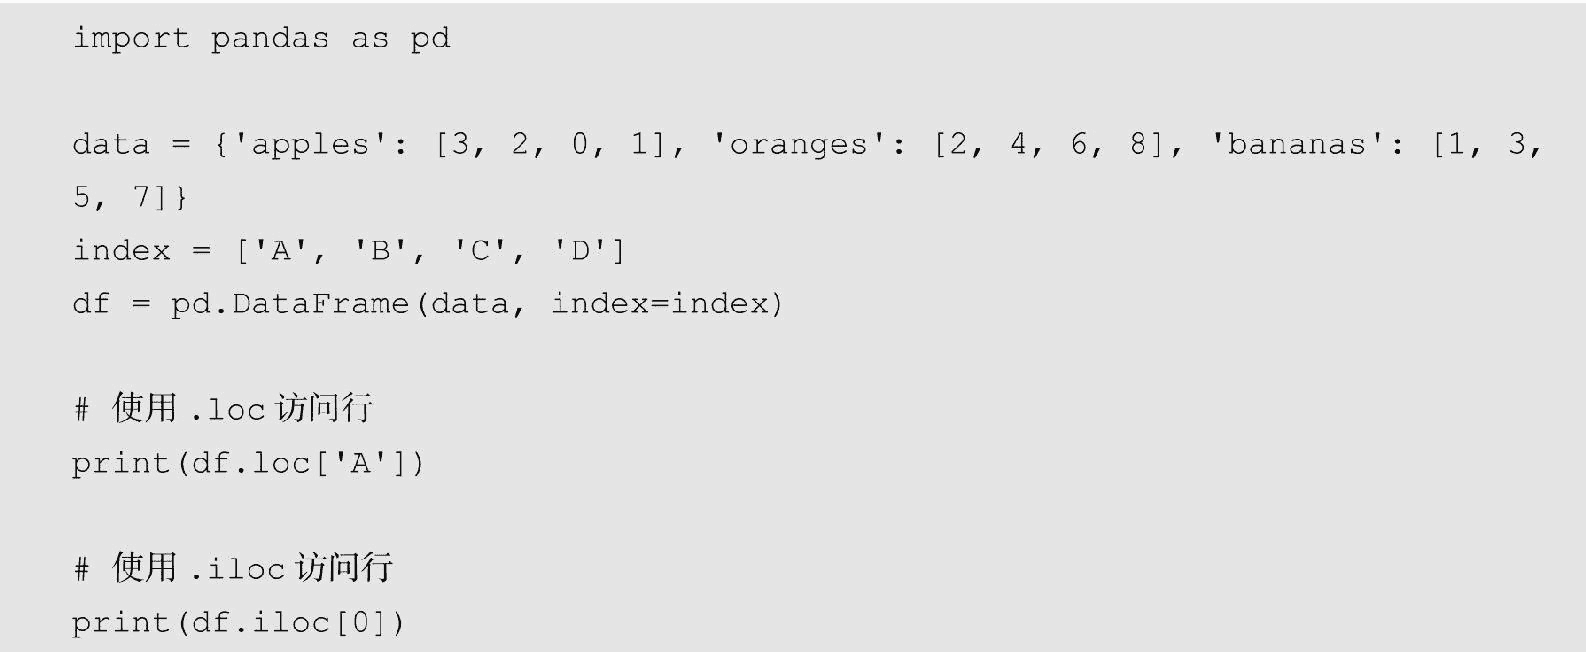 import pandas as pd
data = {'apples': [3, 2, 0, 1], 'oranges': [2, 4, 6, 8], 'bananas': [1, 3,
5, 7]}
index = ['A', 'B', 'C', 'D']
df = pd.DataFrame(data, index=index)
# 使用 .loc 访问行
print(df.loc['A'])
# 使用 .iloc 访问行
print(df.iloc[0])